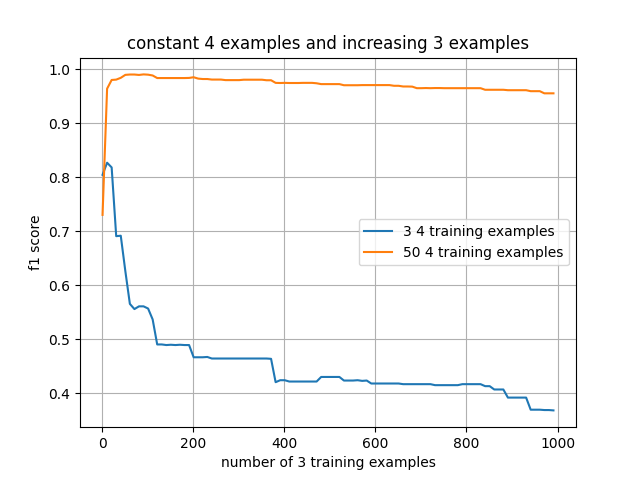 constant 4 examples and increasing 3 examples
1.0
0.9
0.8
0.7
0.6
0.5
0.4
f1 score
3 4 training examples
50 4 training examples
0 200 400 600 800 1000
number of 3 training examples